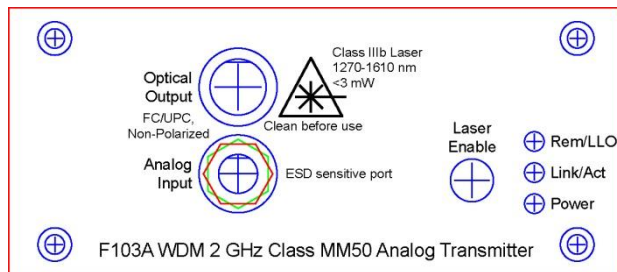 Optical
Output
FC/UPC,
Non-Polarized
Class IIIb Laser
1270-1610 nm
<3 mW
Clean before use
Analog
Input
ESD sensitive port
Laser
Enable
Rem/LLO
Link/Act
Power
F103A WDM 2 GHz Class MM50 Analog Transmitter